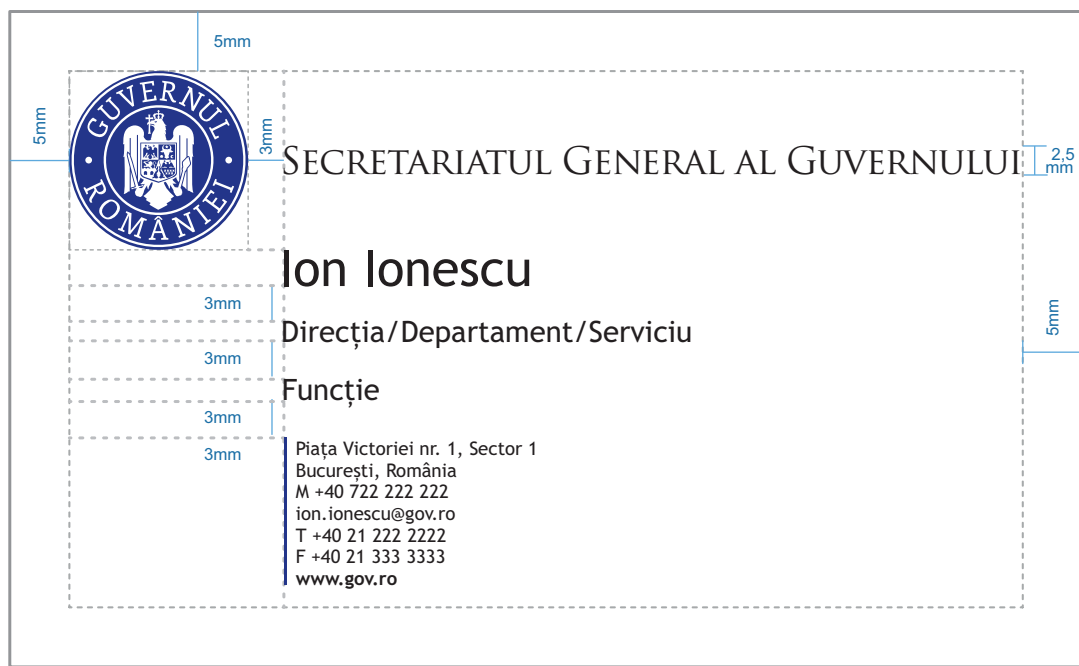 5mm
GUVERNUL
ROMÂNIEI
5mm
3mm
SECRETARIATUL GENERAL AL GUVERNULUI
2,5
mm
Ion Ionescu
3mm
Direcția/Departament/Serviciu
5mm
3mm
Funcție
3mm
3mm
Piața Victoriei nr. 1, Sector 1
București, România
M +40 722 222 222
ion.ionescu@gov.ro
T +40 21 222 2222
F +40 21 333 3333
www.gov.ro